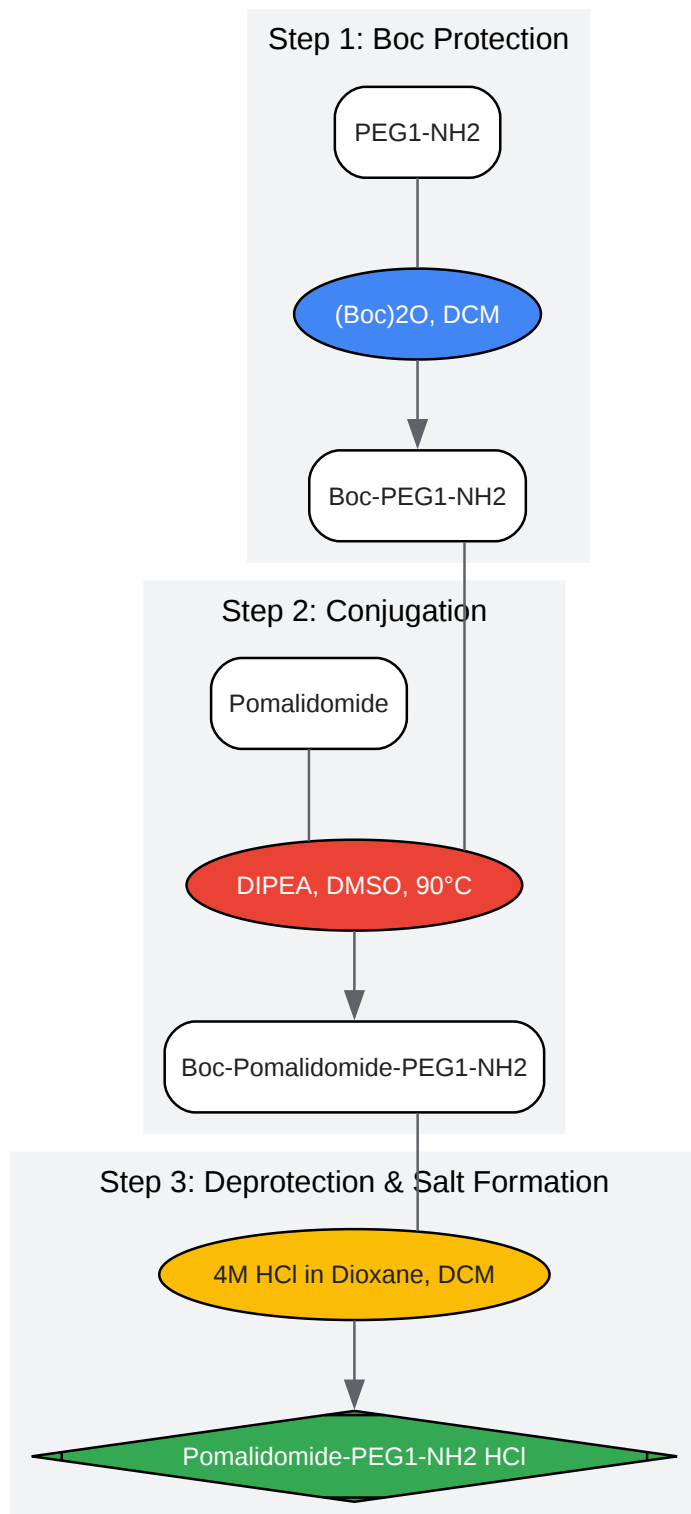 Step 1: Boc Protection
PEG1-NH2
(Boc)2O, DCM
Boc-PEG1-NH2
Step 2: Conjugation
Pomalidomide
DIPEA, DMSO, 90°C
Boc-Pomalidomide-PEG1-NH2
Step 3: Deprotection & Salt Formation
4M HCl in Dioxane, DCM
Pomalidomide-PEG1-NH2 HCl